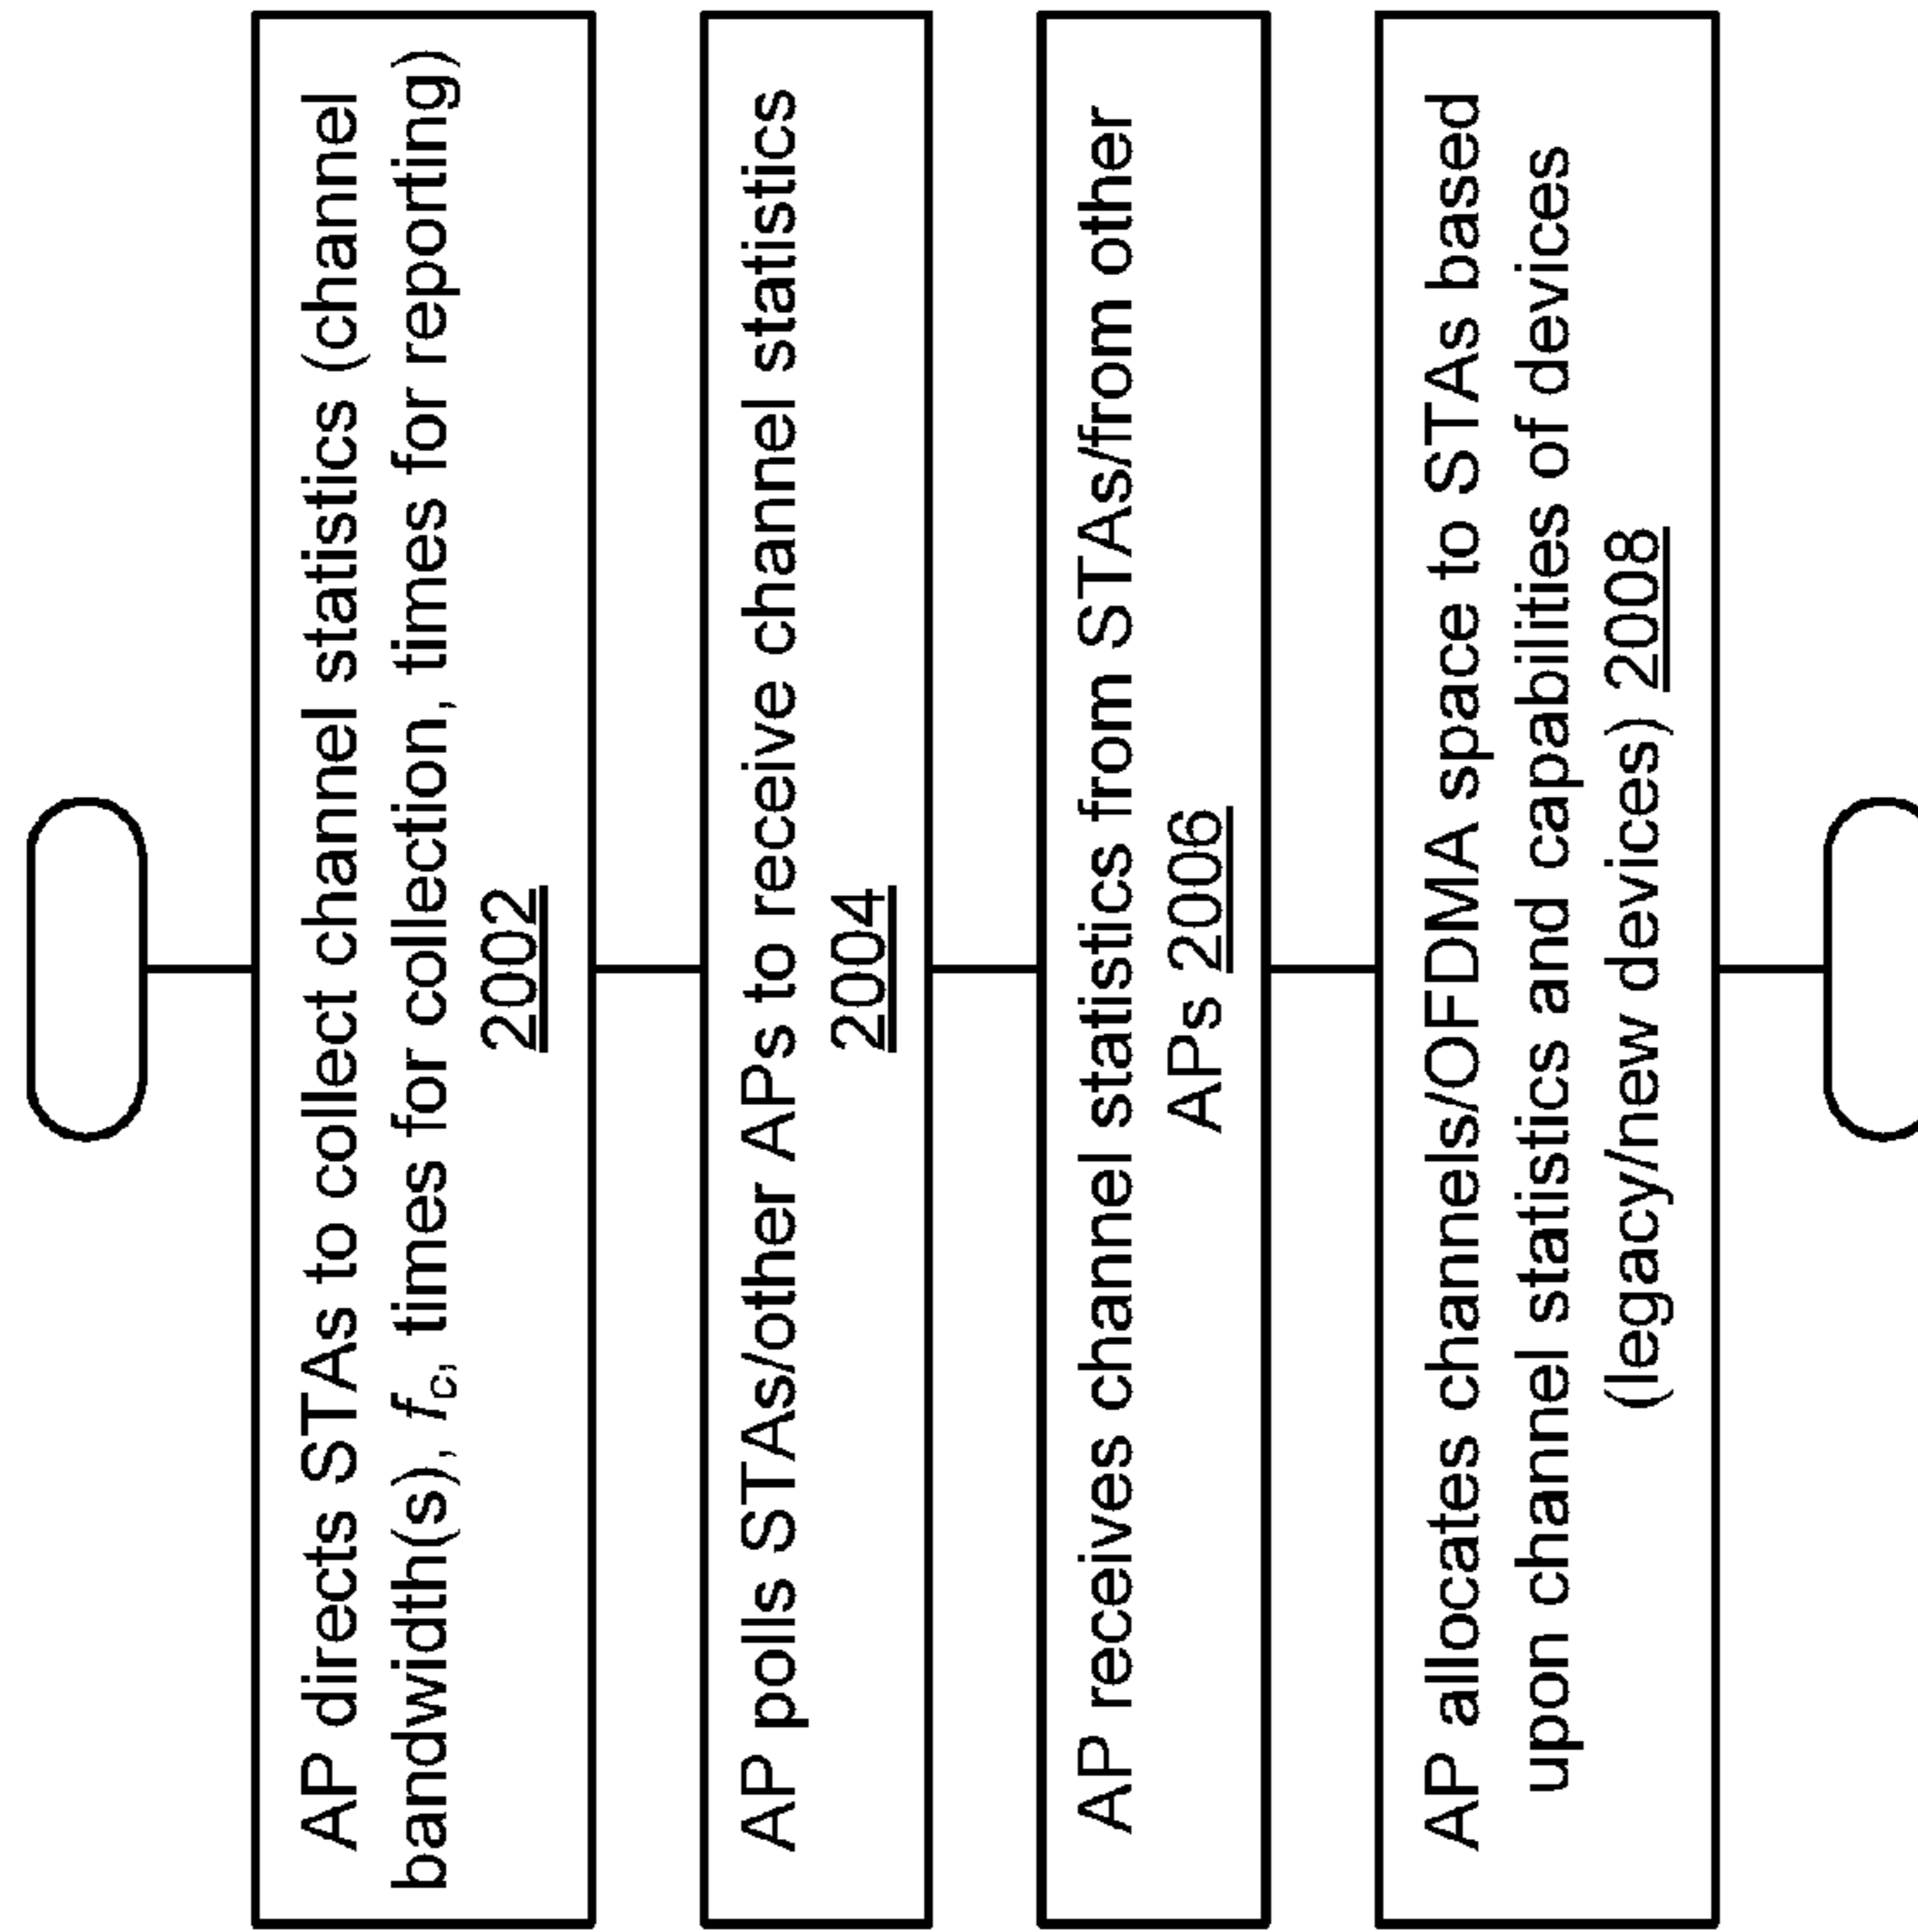 AP directs STAs to collect channel statistics (channel
bandwidth(s), fc, times for collection, times for reporting)
2002
AP polls STAs/other APs to receive channel statistics
2004
AP receives channel statistics from STAs/from other
APs 2006
AP allocates channels/OFDMA space to STAs based
upon channel statistics and capabilities of devices
(legacy/new devices) 2008